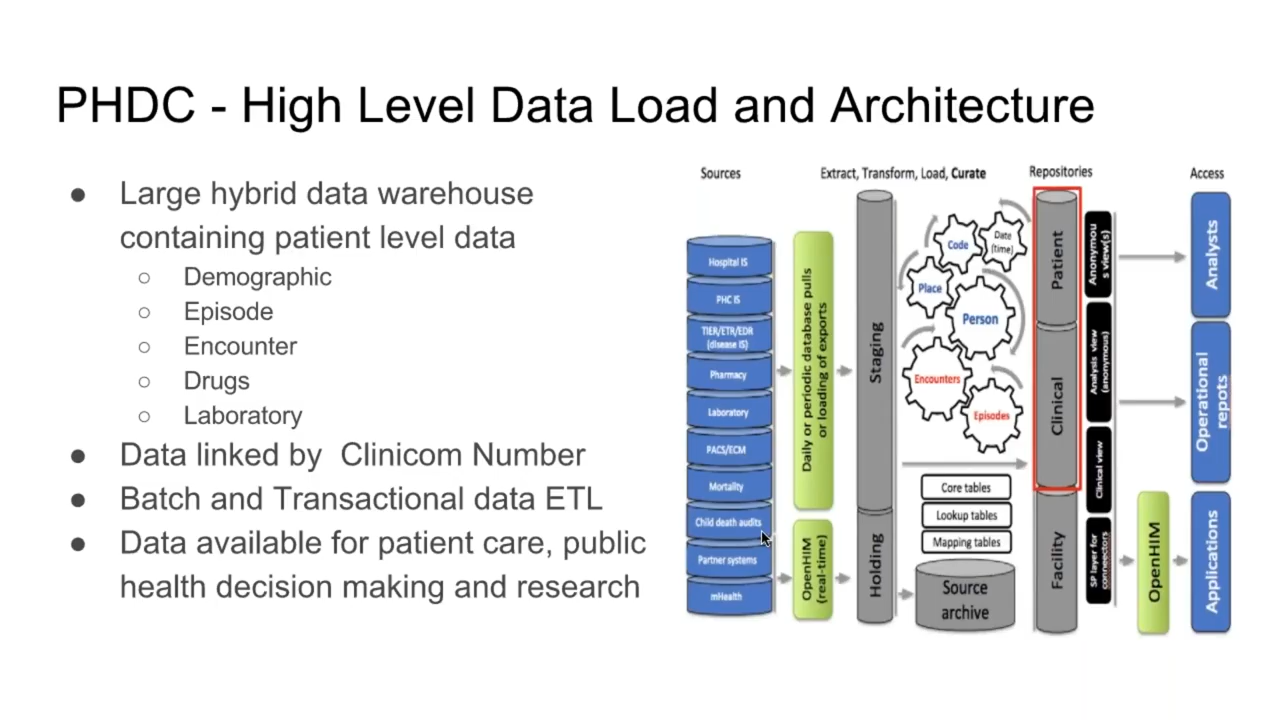 PHDC - High Level Data Load and Architecture
● Large hybrid data warehouse
containing patient level data
○ Demographic
○ Episode
○ Encounter
○ Drugs
○ Laboratory
● Data linked by Clinicom Number
● Batch and Transactional data ETL
● Data available for patient care, public
health decision making and research
Sources
Extract, Transform, Load, Curate
Repositories
Access
Hospital IS
PHC IS
TIER/ETR/EDR
(disease IS)
Pharmacy
Laboratory
PACS/ECM
Mortality
Child death audits
Partner systems
mHealth
Daily or periodic database pulls
or loading of exports
OpenHIM
(real-time)
Staging
Holding
Code
Date
(time)
Place
Person
Encounters
Episodes
Core tables
Lookup tables
Mapping tables
Source
archive
Patient
Clinical
Facility
Anonymou
s view(s)
Analysis view
(anonymous)
Clinical view
SP layer for
connectors
OpenHIM
Analysts
Operational
repots
Applications